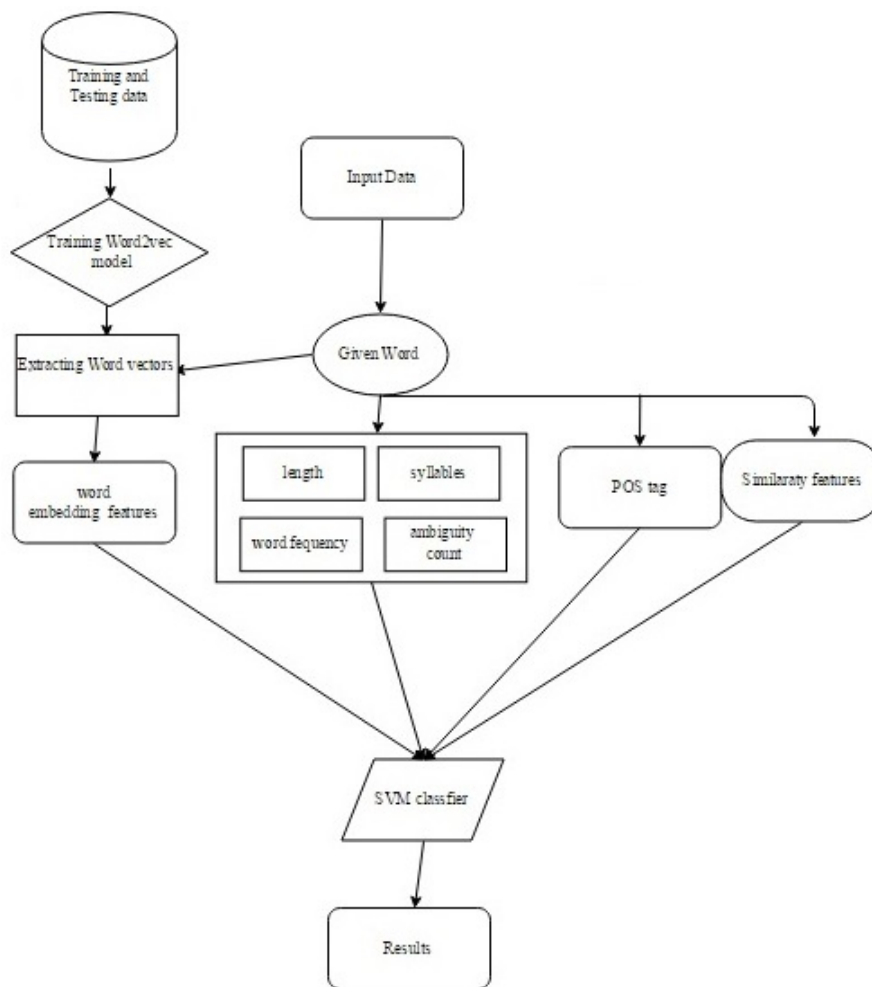 Training and
Testing data
Input Data
Training Word2vec
model
Extracting Word vectors
Given Word
word
embedding features
length
syllables
word fequency
ambiguity
count
POS tag
Similaraty features
SVM classfier
Results